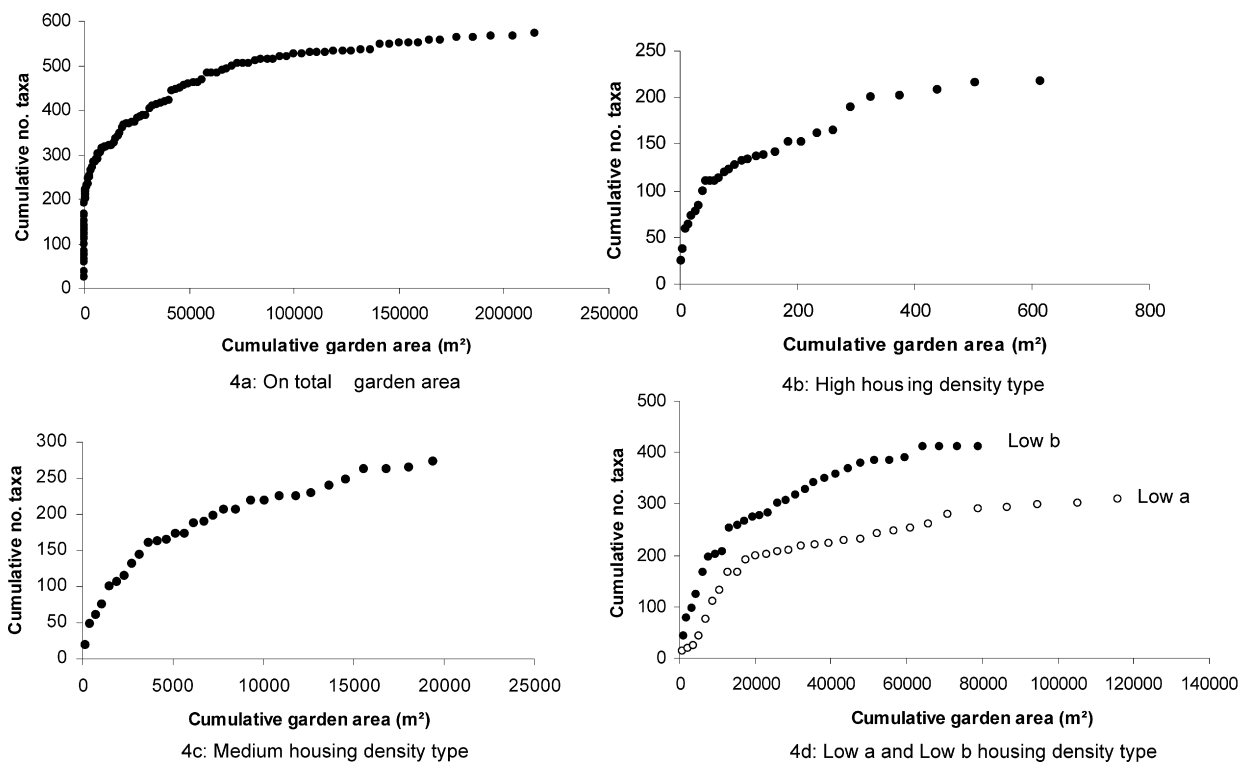 600
500
400
300
200
100
0
Cumulative no. taxa
0 50000 100000 150000 200000 250000
Cumulative garden area (m²)
4a: On total garden area
250
200
150
100
50
0
Cumulative no. taxa
0 200 400 600 800
Cumulative garden area (m²)
4b: High housing density type
300
250
200
150
100
50
0
Cumulative no. taxa
0 5000 10000 15000 20000 25000
Cumulative garden area (m²)
4c: Medium housing density type
500
400
300
200
100
0
Cumulative no. taxa
Low b
Low a
0 20000 40000 60000 80000 100000 120000 140000
Cumulative garden area (m²)
4d: Low a and Low b housing density type